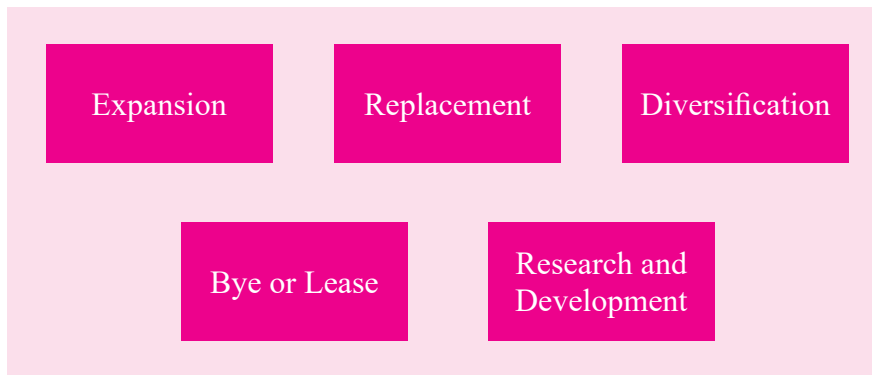 Expansion
Replacement
Diversification
Bye or Lease
Research and
Development